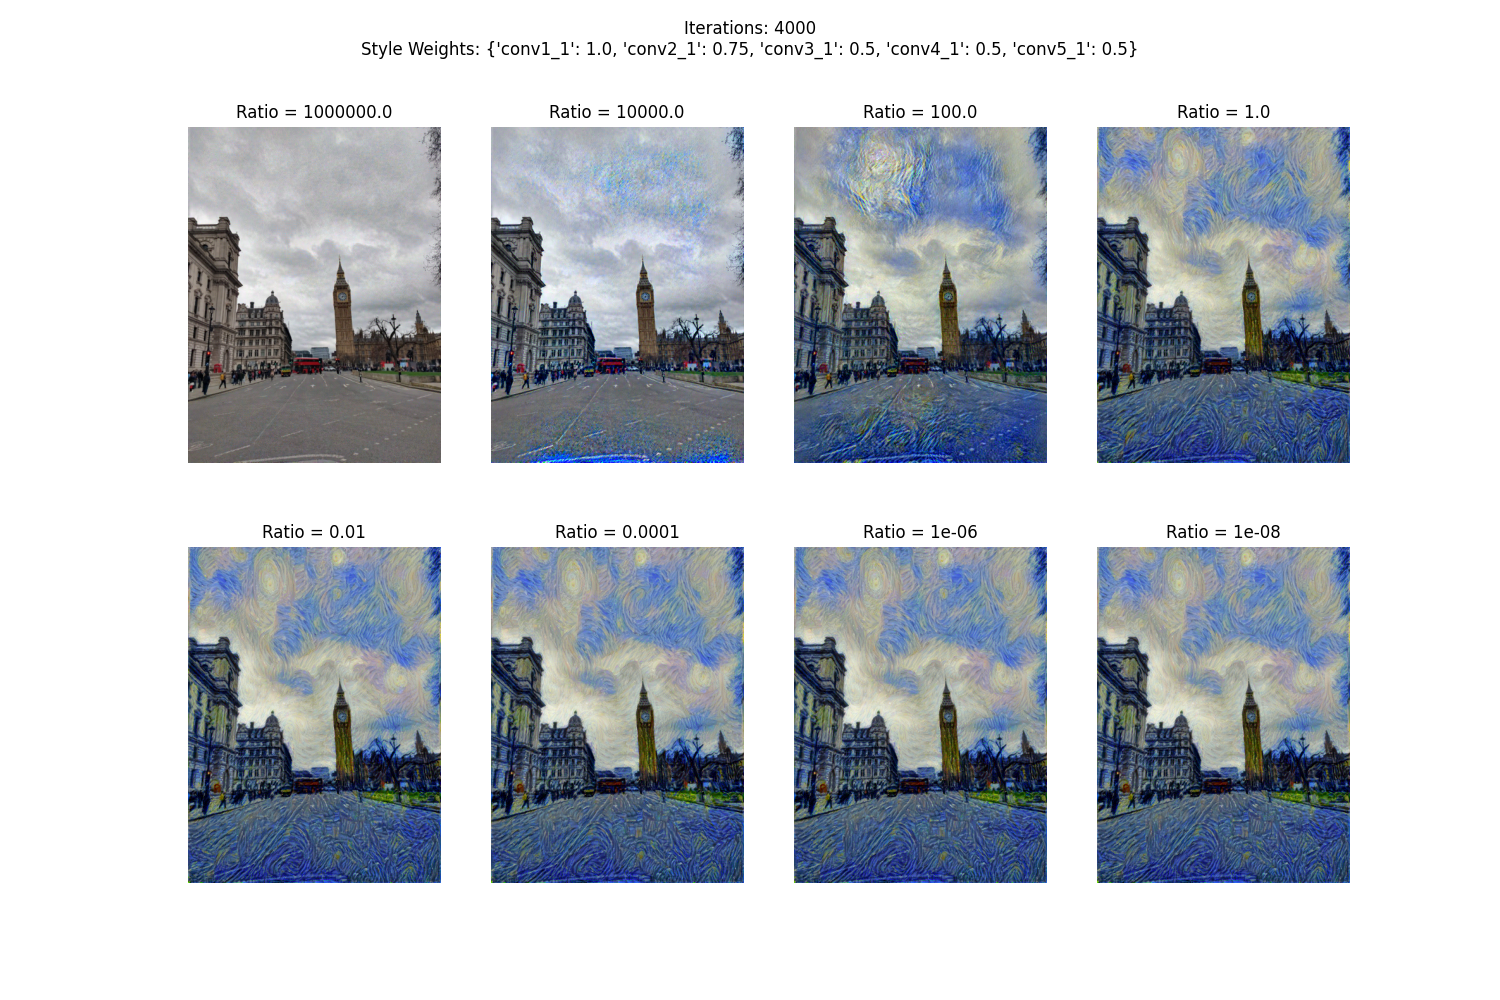 Iterations: 4000
Style Weights: {'conv1_1': 1.0, 'conv2_1': 0.75, 'conv3_1': 0.5, 'conv4_1': 0.5, 'conv5_1': 0.5}
Ratio = 1000000.0
Ratio = 10000.0
Ratio = 100.0
Ratio = 1.0
Ratio = 0.01
Ratio = 0.0001
Ratio = 1e-06
Ratio = 1e-08